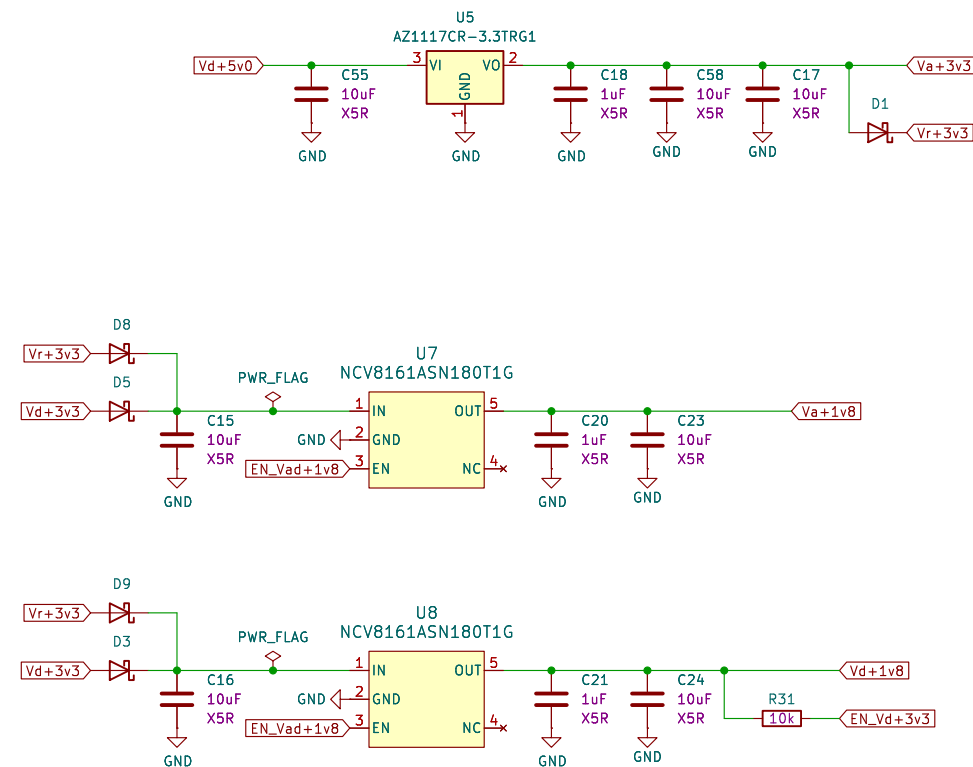 U5
AZ1117CR-3.3TRG1
Vd+5v0
3 VI VO 2
GND
1
C55
10uF
X5R
GND
GND
C18
1uF
X5R
GND
C58
10uF
X5R
GND
C17
10uF
X5R
GND
Va+3v3
D1
Vr+3v3
D8
Vr+3v3
D5
Vd+3v3
PWR_FLAG
C15
10uF
X5R
GND
U7
NCV8161ASN180T1G
1 IN OUT 5
GND 2 GND
EN_Vad+1v8 3 EN NC 4
C20
1uF
X5R
GND
C23
10uF
X5R
GND
Va+1v8
D9
Vr+3v3
D3
Vd+3v3
PWR_FLAG
C16
10uF
X5R
GND
U8
NCV8161ASN180T1G
1 IN OUT 5
GND 2 GND
EN_Vad+1v8 3 EN NC 4
C21
1uF
X5R
GND
C24
10uF
X5R
GND
Vd+1v8
R31
10k
EN_Vd+3v3